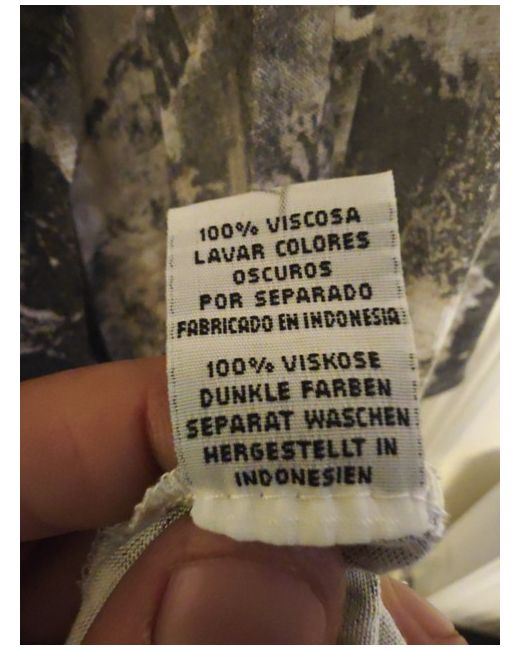 100% VISCOSA
LAVAR COLORES
OSCUROS
POR SEPARADO
FABRICADO EN INDONESIA
100% VISKOSE
DUNKLE FARBEN
SEPARAT WASCHEN
HERGESTELLT IN
INDONESIEN